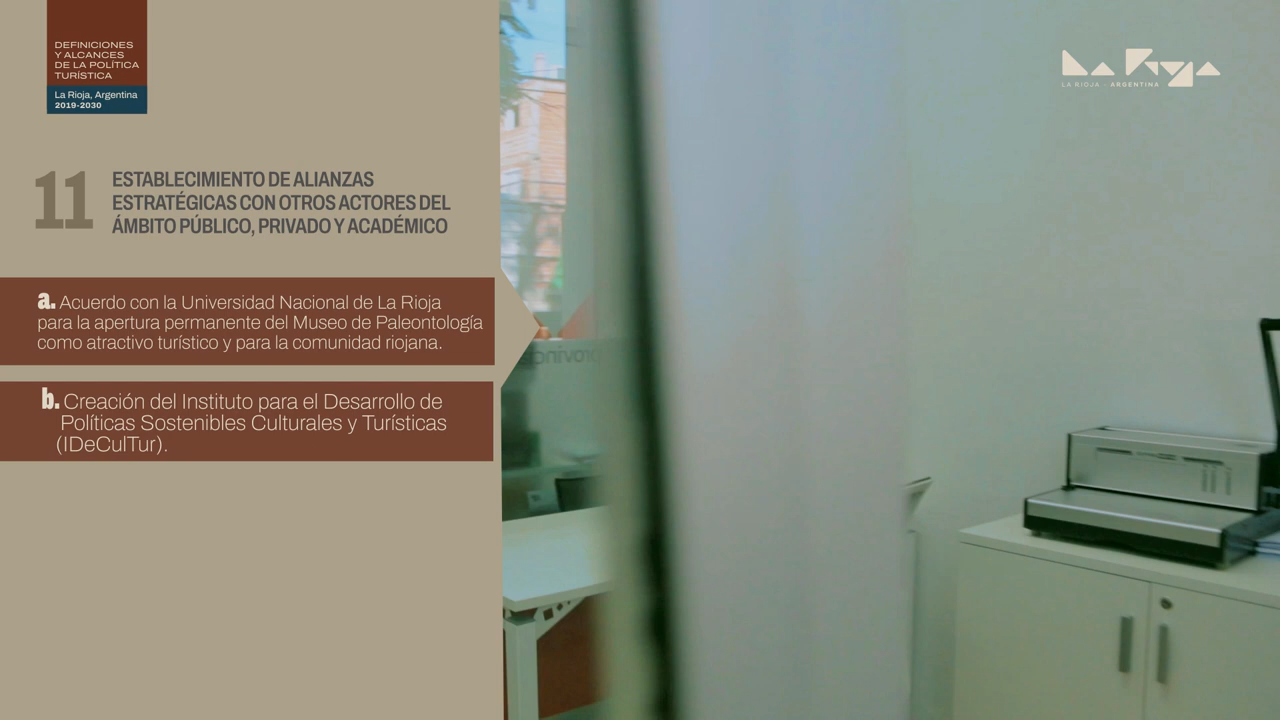 DEFINICIONES
Y ALCANCES
DE LA POLÍTICA
TURÍSTICA
La Rioja, Argentina
2019-2030
La Rioja
LA RIOJA - ARGENTINA
11
ESTABLECIMIENTO DE ALIANZAS
ESTRATÉGICAS CON OTROS ACTORES DEL
ÁMBITO PÚBLICO, PRIVADO Y ACADÉMICO
a. Acuerdo con la Universidad Nacional de La Rioja
para la apertura permanente del Museo de Paleontología
como atractivo turístico y para la comunidad riojana.
b. Creación del Instituto para el Desarrollo de
Políticas Sostenibles Culturales y Turísticas
(IDeCulTur).